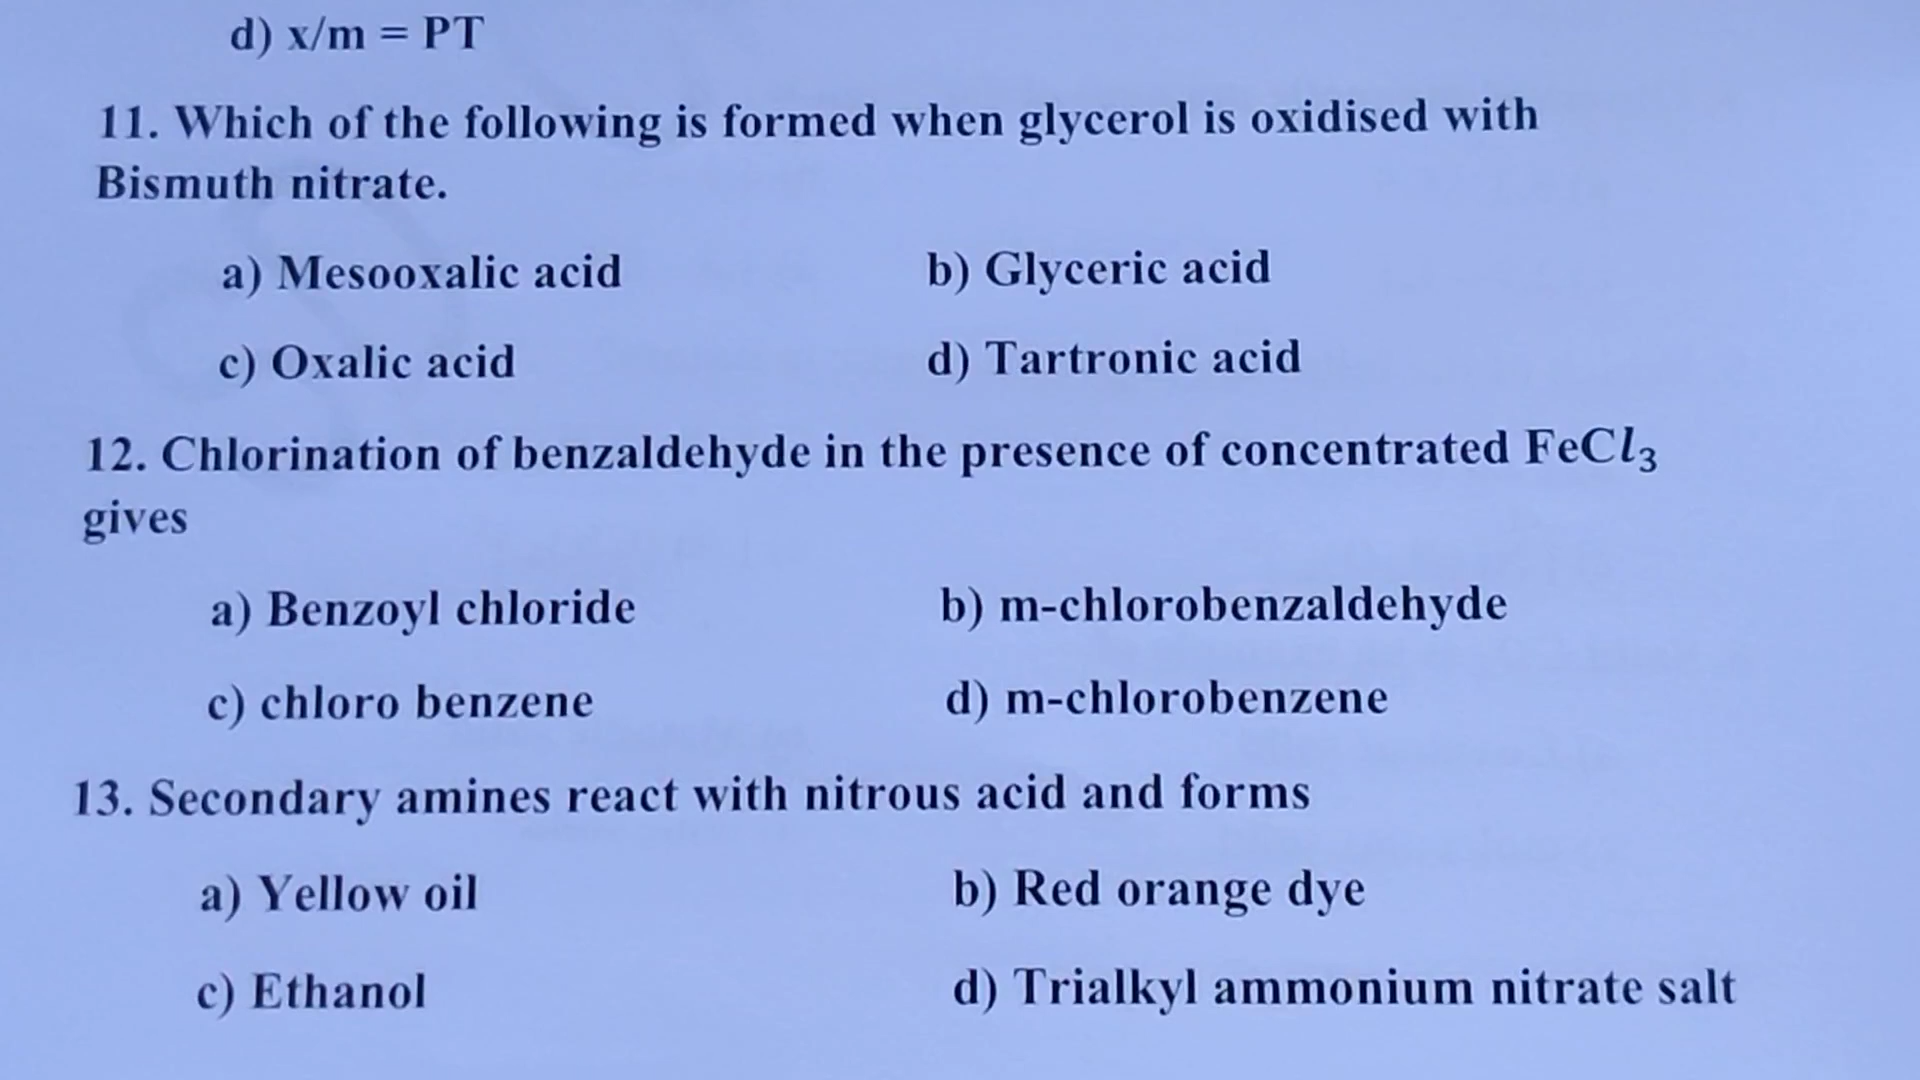 d) x/m = PT
11. Which of the following is formed when glycerol is oxidised with
Bismuth nitrate.
a) Mesooxalic acid b) Glyceric acid
c) Oxalic acid d) Tartronic acid
12. Chlorination of benzaldehyde in the presence of concentrated FeCl₃
gives
a) Benzoyl chloride b) m-chlorobenzaldehyde
c) chloro benzene d) m-chlorobenzene
13. Secondary amines react with nitrous acid and forms
a) Yellow oil b) Red orange dye
c) Ethanol d) Trialkyl ammonium nitrate salt